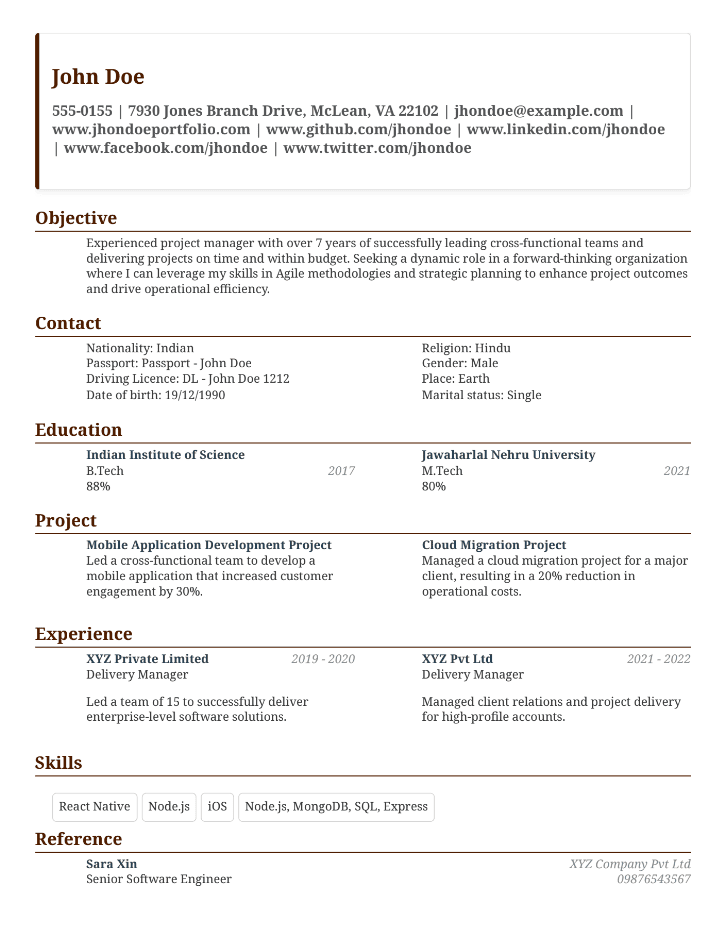 John Doe
555-0155 | 7930 Jones Branch Drive, McLean, VA 22102 | jhondoe@example.com |
www.jhondoeportfolio.com | www.github.com/jhondoe | www.linkedin.com/jhondoe
| www.facebook.com/jhondoe | www.twitter.com/jhondoe
Objective
Experienced project manager with over 7 years of successfully leading cross-functional teams and
delivering projects on time and within budget. Seeking a dynamic role in a forward-thinking organization
where I can leverage my skills in Agile methodologies and strategic planning to enhance project outcomes
and drive operational efficiency.
Contact
Nationality: Indian
Passport: Passport - John Doe
Driving Licence: DL - John Doe 1212
Date of birth: 19/12/1990
Religion: Hindu
Gender: Male
Place: Earth
Marital status: Single
Education
Indian Institute of Science
B.Tech 2017
88%
Jawaharlal Nehru University
M.Tech 2021
80%
Project
Mobile Application Development Project
Led a cross-functional team to develop a
mobile application that increased customer
engagement by 30%.
Cloud Migration Project
Managed a cloud migration project for a major
client, resulting in a 20% reduction in
operational costs.
Experience
XYZ Private Limited 2019 - 2020
Delivery Manager
Led a team of 15 to successfully deliver
enterprise-level software solutions.
XYZ Pvt Ltd 2021 - 2022
Delivery Manager
Managed client relations and project delivery
for high-profile accounts.
Skills
React Native Node.js iOS Node.js, MongoDB, SQL, Express
Reference
Sara Xin XYZ Company Pvt Ltd
Senior Software Engineer 09876543567